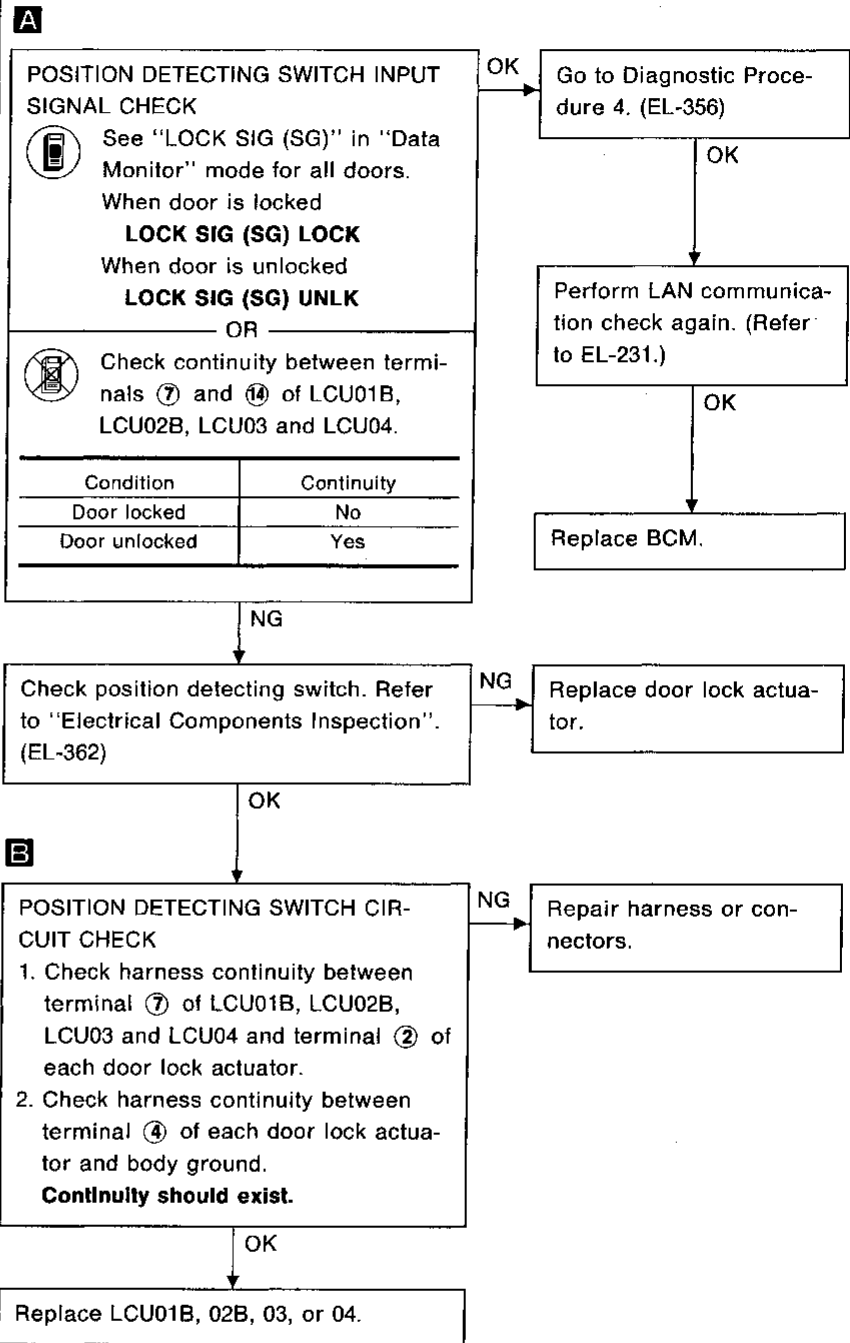 A
POSITION DETECTING SWITCH INPUT
SIGNAL CHECK
See "LOCK SIG (SG)" in "Data
Monitor" mode for all doors.
When door is locked
LOCK SIG (SG) LOCK
When door is unlocked
LOCK SIG (SG) UNLK
OR
Check continuity between termi-
nals ⑦ and ⑭ of LCU01B,
LCU02B, LCU03 and LCU04.
Condition Continuity
Door locked No
Door unlocked Yes
OK
Go to Diagnostic Proce-
dure 4. (EL-356)
OK
Perform LAN communica-
tion check again. (Refer
to EL-231.)
OK
Replace BCM.
NG
Check position detecting switch. Refer
to "Electrical Components Inspection".
(EL-362)
NG
Replace door lock actua-
tor.
OK
B
POSITION DETECTING SWITCH CIR-
CUIT CHECK
1. Check harness continuity between
terminal ⑦ of LCU01B, LCU02B,
LCU03 and LCU04 and terminal ② of
each door lock actuator.
2. Check harness continuity between
terminal ④ of each door lock actua-
tor and body ground.
Continuity should exist.
NG
Repair harness or con-
nectors.
OK
Replace LCU01B, 02B, 03, or 04.